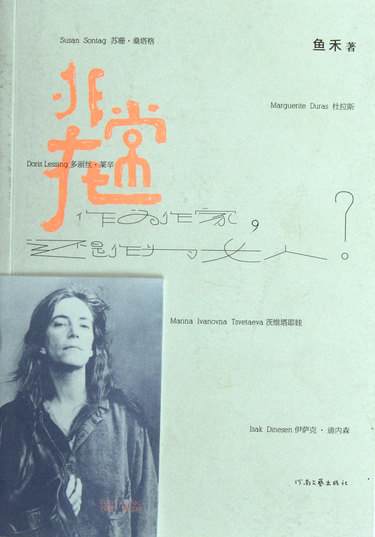 Susan Sontag 苏珊・桑塔格
鱼禾 著
非常在
Marguerite Duras 杜拉斯
Doris Lessing 多丽丝・莱辛
作为作家，
还是作为女人？
Marina Ivanovna Tsvetaeva 茨维塔耶娃
Isak Dinesen 伊萨克・迪内森
河南文艺出版社